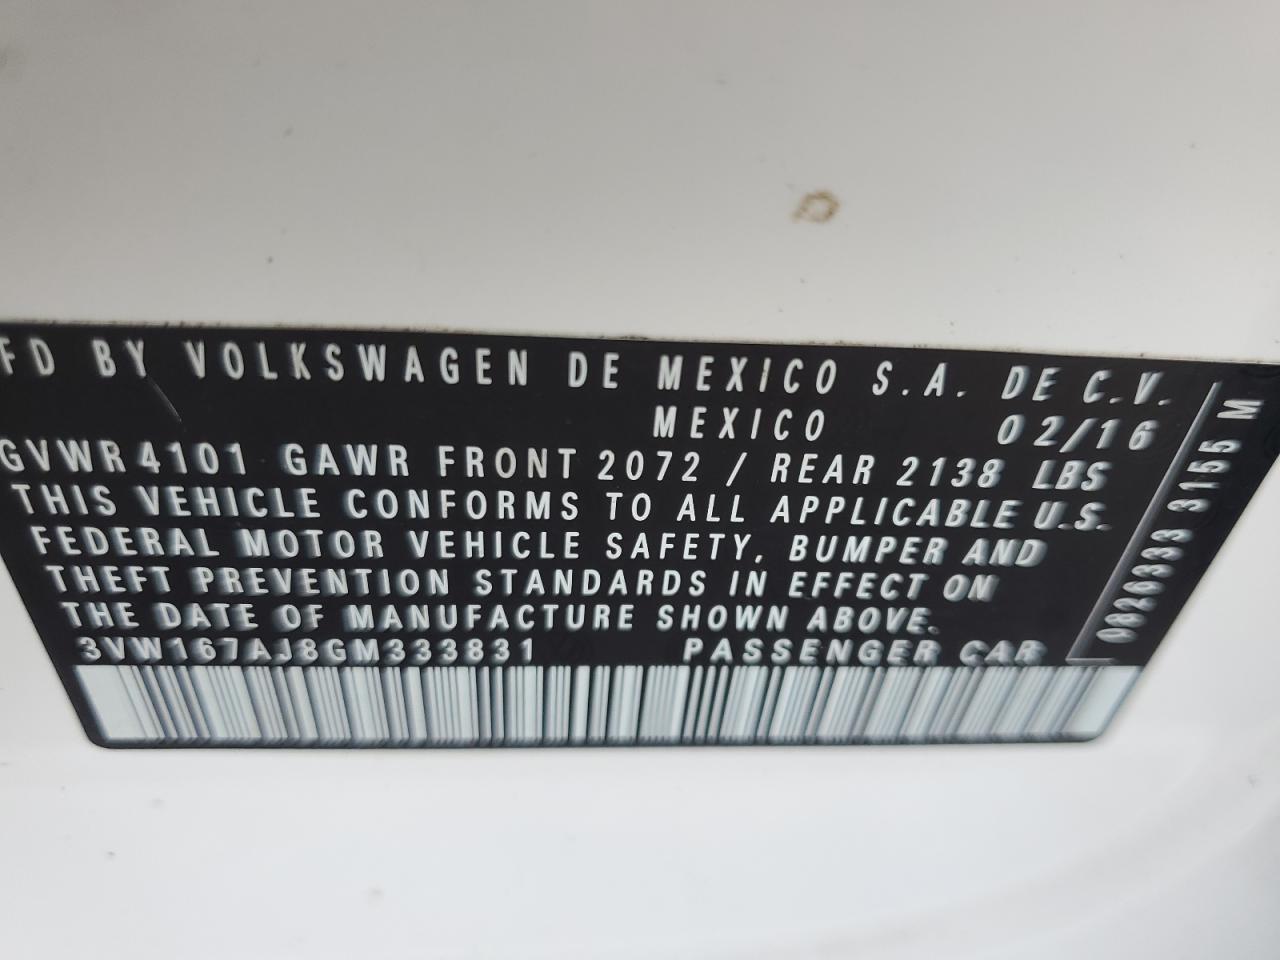 FD BY VOLKSWAGEN DE MEXICO S.A. DE C.V.
MEXICO 02/16
GVWR 4101 GAWR FRONT 2072 / REAR 2138 LBS
THIS VEHICLE CONFORMS TO ALL APPLICABLE U.S.
FEDERAL MOTOR VEHICLE SAFETY, BUMPER AND
THEFT PREVENTION STANDARDS IN EFFECT ON
THE DATE OF MANUFACTURE SHOWN ABOVE.
3VW167AJ8GM333831 PASSENGER CAR
0826333 3155 M